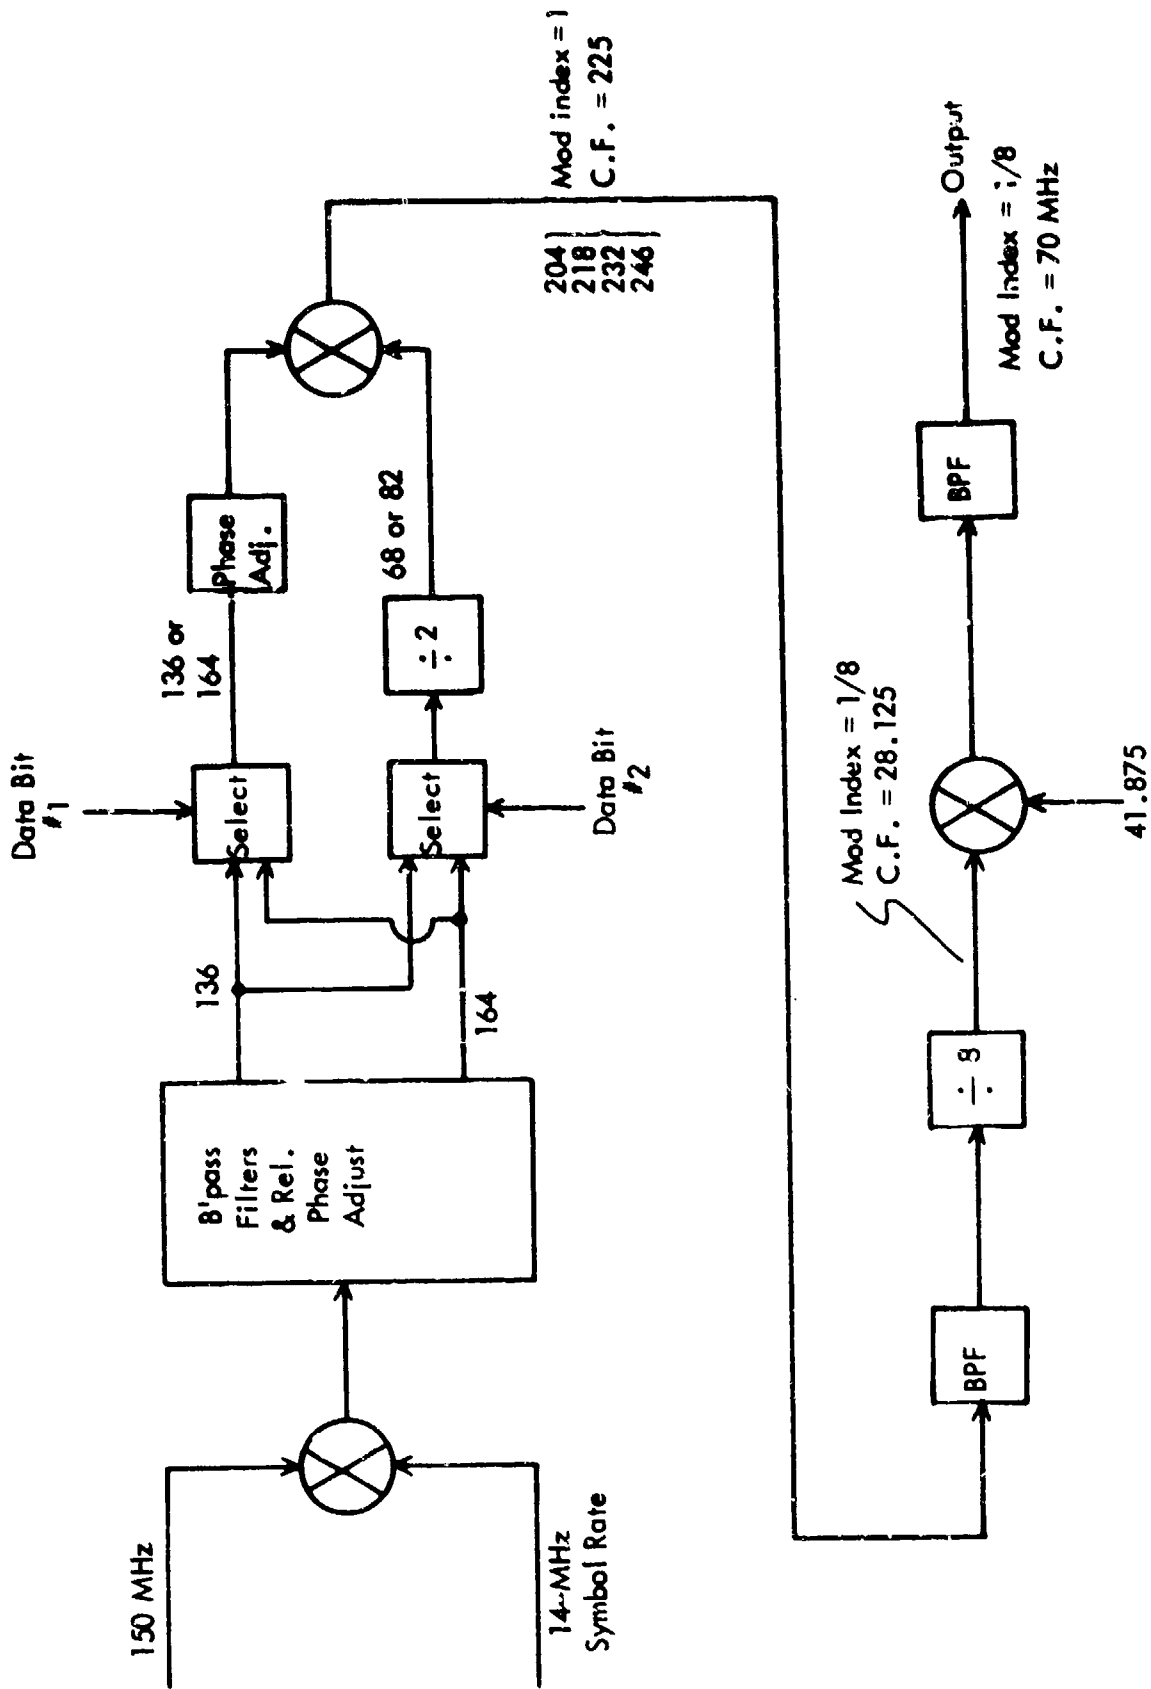 150 MHz
14-MHz
Symbol Rate
B'pass
Filters
& Rel.
Phase
Adjust
136
164
Data Bit
#1
Select
Select
Data Bit
#2
136 or
164
Phase
Adj.
÷2
68 or 82
204
218
232
246
Mod index = 1
C.F. = 225
BPF
÷ 8
Mod Index = 1/8
C.F. = 28.125
41.875
BPF
Output
Mod Index = 1/8
C.F. = 70 MHz